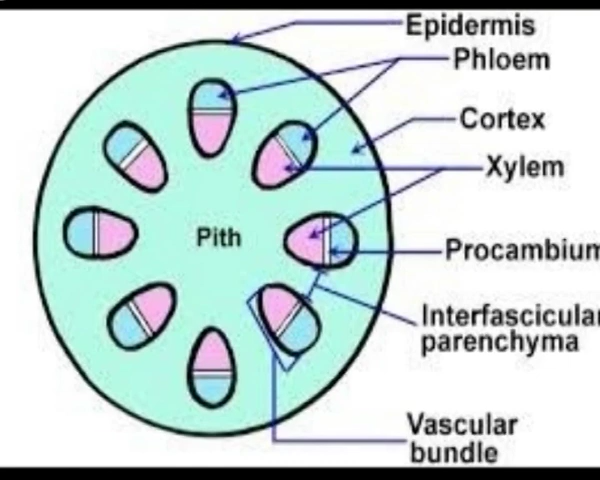 Epidermis
Phloem
Cortex
Xylem
Pith
Procambium
Interfascicular
parenchyma
Vascular
bundle